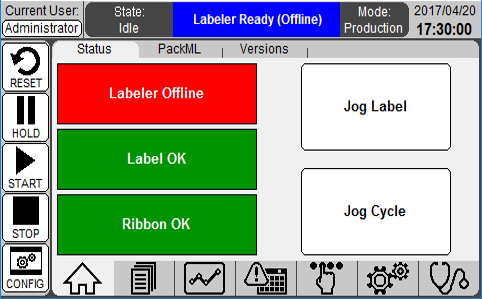 Current User:
Administrator
State:
Idle
Labeler Ready (Offline)
Mode:
Production
2017/04/20
17:30:00
Status
PackML
Versions
RESET
HOLD
START
STOP
CONFIG
Labeler Offline
Label OK
Ribbon OK
Jog Label
Jog Cycle